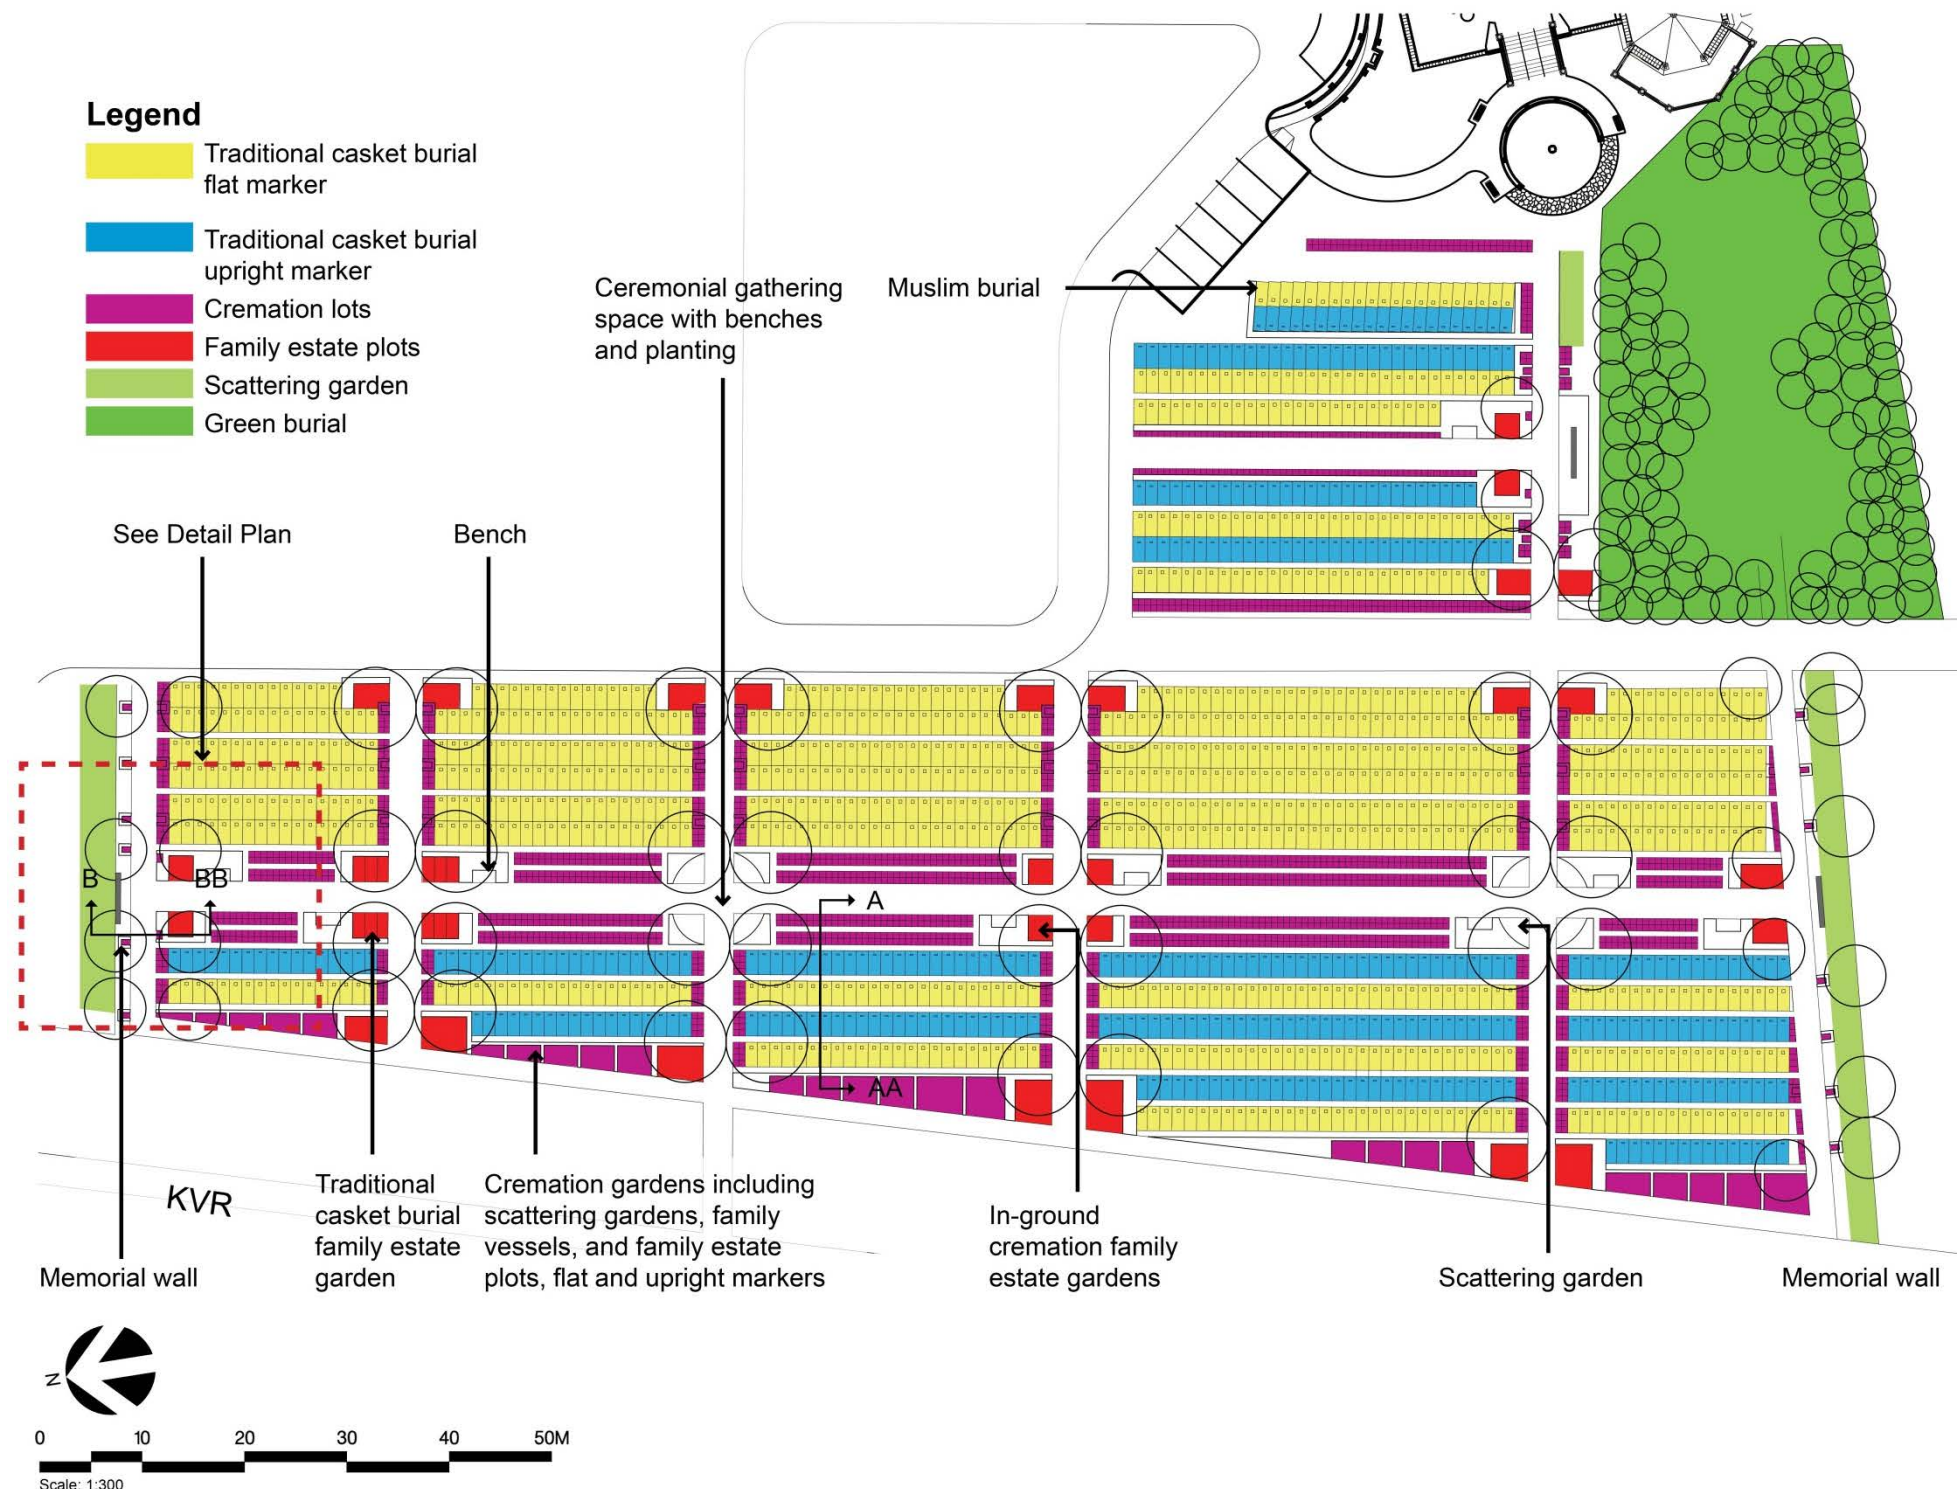 Legend
Traditional casket burial
flat marker
Traditional casket burial
upright marker
Cremation lots
Family estate plots
Scattering garden
Green burial
Ceremonial gathering
space with benches
and planting
Muslim burial
See Detail Plan
Bench
B
BB
A
AA
KVR
Memorial wall
Traditional
casket burial
family estate
garden
Cremation gardens including
scattering gardens, family
vessels, and family estate
plots, flat and upright markers
In-ground
cremation family
estate gardens
Scattering garden
Memorial wall
N
0 10 20 30 40 50M
Scale: 1:300